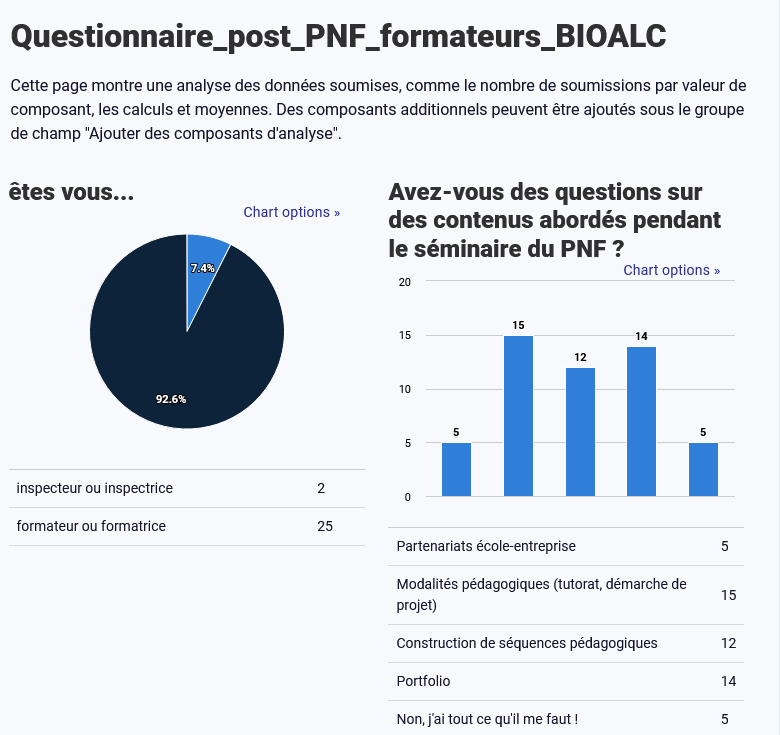 Questionnaire_post_PNF_formateurs_BIOALC
Cette page montre une analyse des données soumises, comme le nombre de soumissions par valeur de
composant, les calculs et moyennes. Des composants additionnels peuvent être ajoutés sous le groupe
de champ "Ajouter des composants d'analyse".
êtes vous...
Chart options »
7.4%
92.6%
inspecteur ou inspectrice 2
formateur ou formatrice 25
Avez-vous des questions sur
des contenus abordés pendant
le séminaire du PNF ?
Chart options »
20
15
10
5
0
5
15
12
14
5
Partenariats école-entreprise 5
Modalités pédagogiques (tutorat, démarche de
projet) 15
Construction de séquences pédagogiques 12
Portfolio 14
Non, j'ai tout ce qu'il me faut ! 5